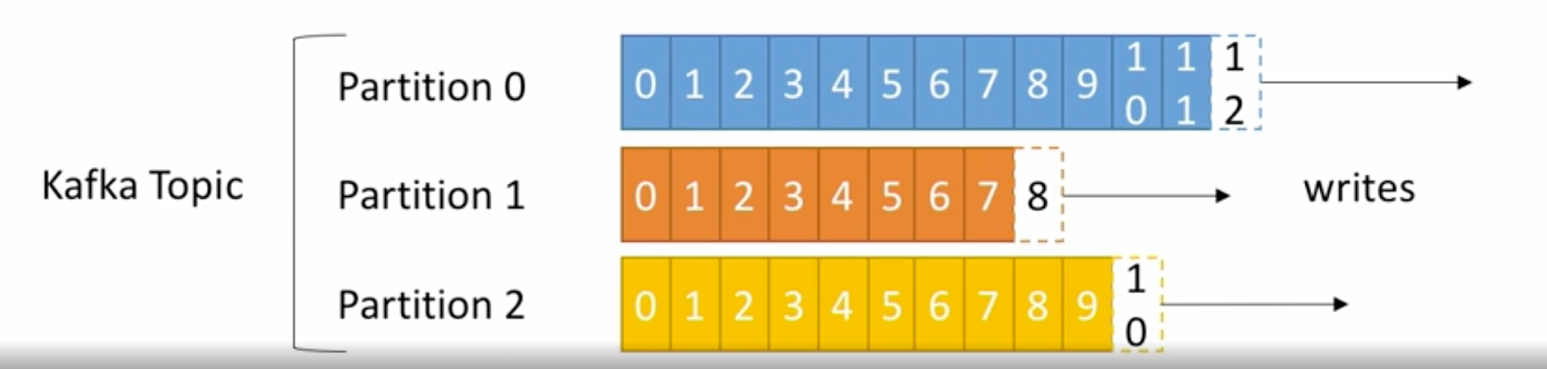 Kafka Topic
Partition 0
0 1 2 3 4 5 6 7 8 9 10 11 12
Partition 1
0 1 2 3 4 5 6 7 8
writes
Partition 2
0 1 2 3 4 5 6 7 8 9 10